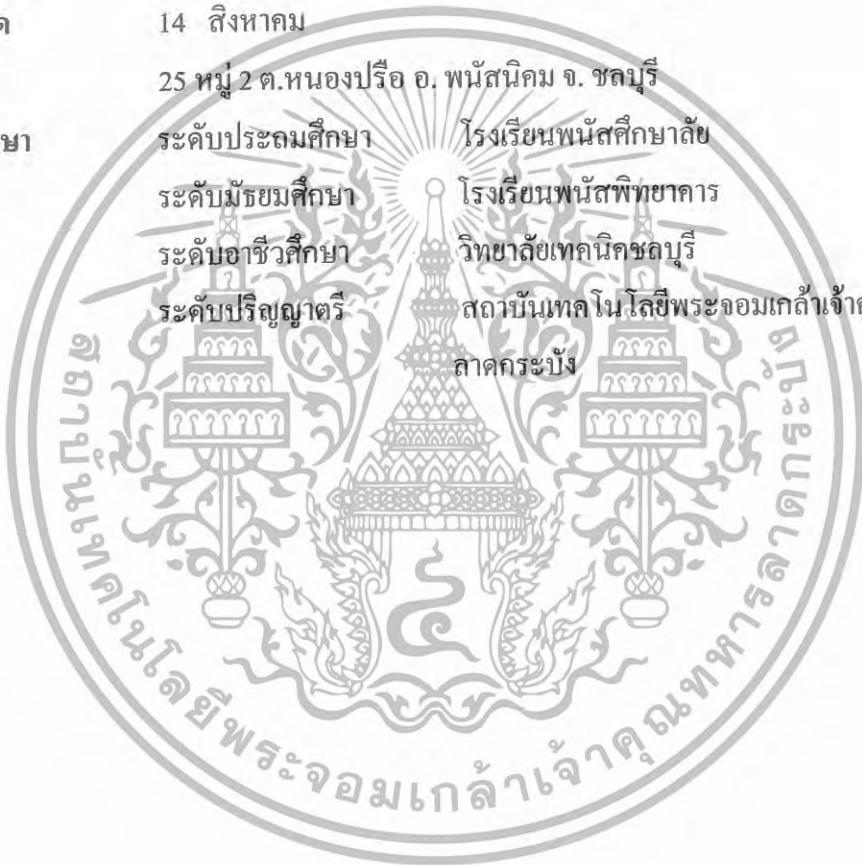 ด 14 สิงหาคม
25 หมู่ 2 ต.หนองปรือ อ. พนัสนิคม จ. ชลบุรี
ษา ระดับประถมศึกษา โรงเรียนพนัสศึกษาลัย
ระดับมัธยมศึกษา โรงเรียนพนัสพิทยาคาร
ระดับอาชีวศึกษา วิทยาลัยเทคนิคชลบุรี
ระดับปริญญาตรี สถาบันเทคโนโลยีพระจอมเกล้าเจ้าค
ลาดกระบัง
สถาบันเทคโนโลยีพระจอมเกล้าเจ้าคุณทหารลาดกระบัง